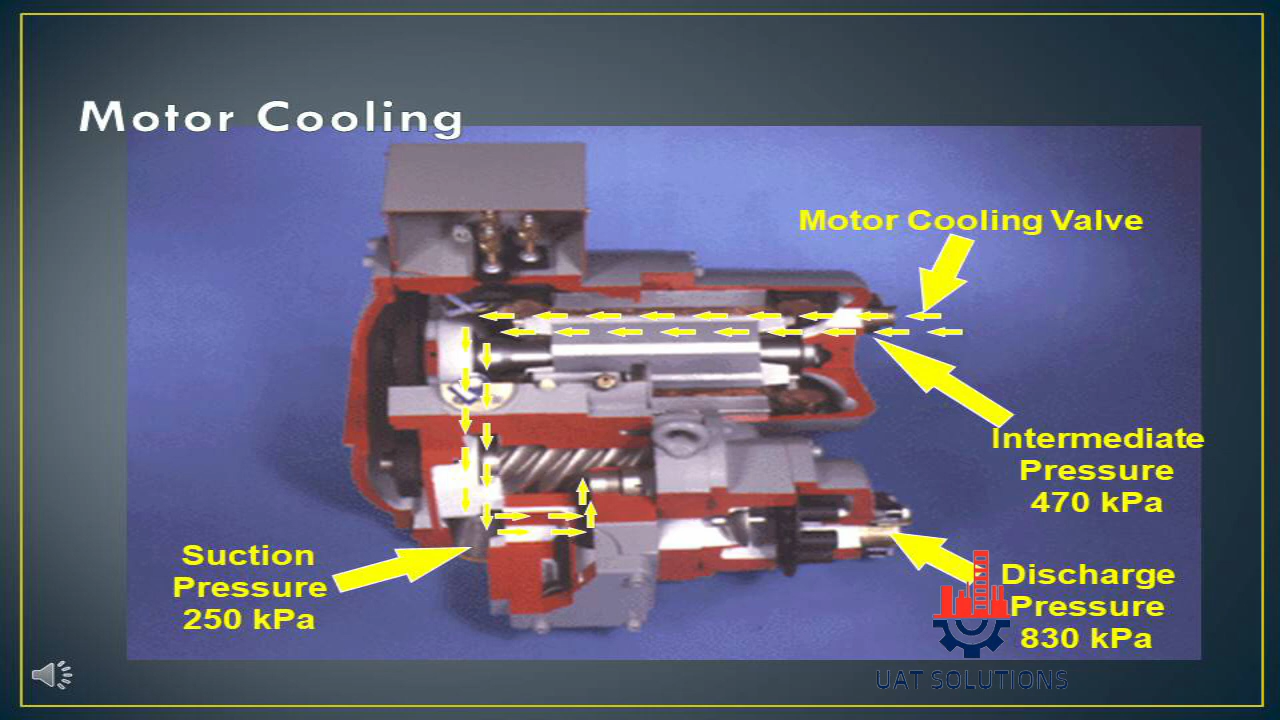 Motor Cooling
Motor Cooling Valve
Intermediate
Pressure
470 kPa
Suction
Pressure
250 kPa
Discharge
Pressure
830 kPa
UAT SOLUTIONS